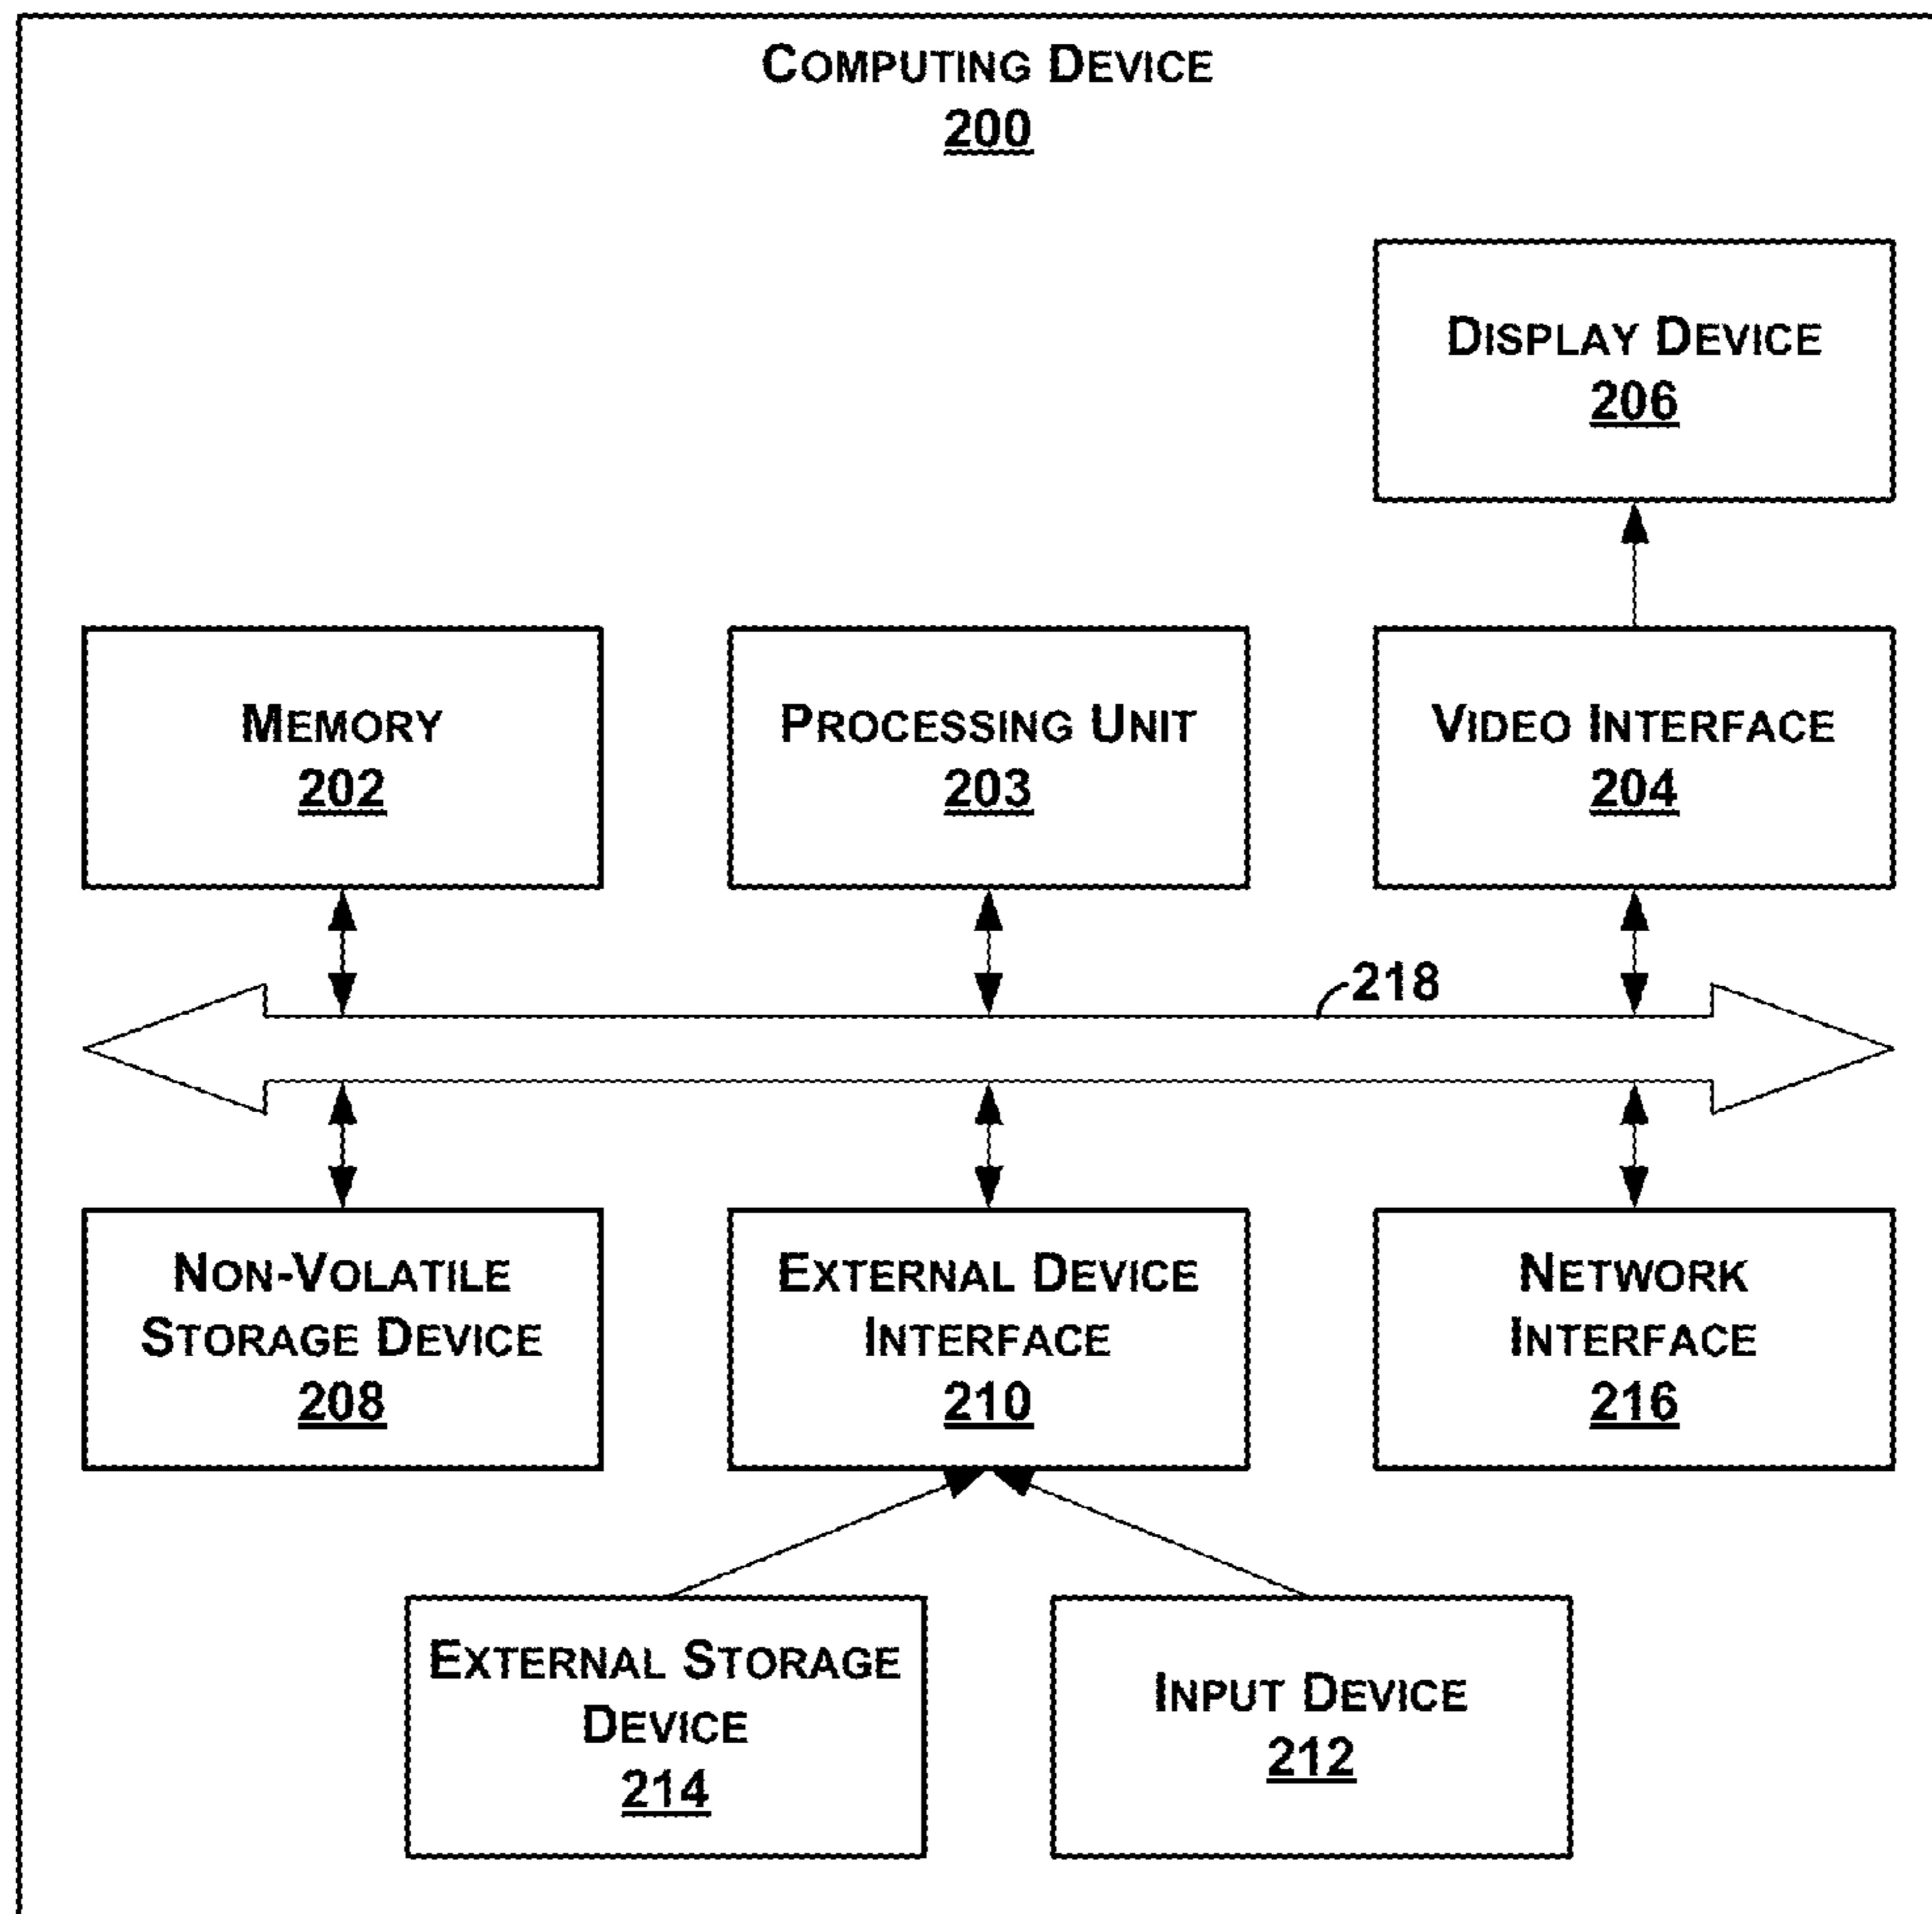 COMPUTING DEVICE
200
DISPLAY DEVICE
206
MEMORY
202
PROCESSING UNIT
203
VIDEO INTERFACE
204
218
NON-VOLATILE
STORAGE DEVICE
208
EXTERNAL DEVICE
INTERFACE
210
NETWORK
INTERFACE
216
EXTERNAL STORAGE
DEVICE
214
INPUT DEVICE
212